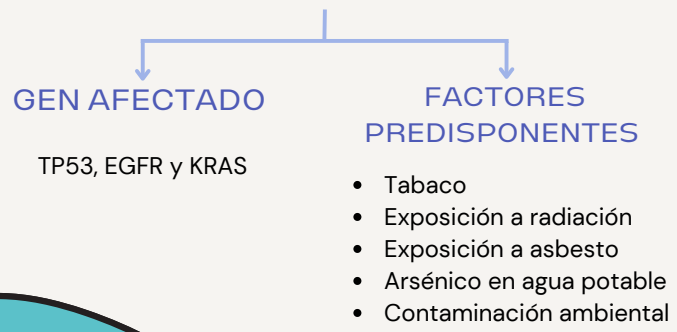 GEN AFECTADO
TP53, EGFR y KRAS
FACTORES
PREDISPONENTES
• Tabaco
• Exposición a radiación
• Exposición a asbesto
• Arsénico en agua potable
• Contaminación ambiental